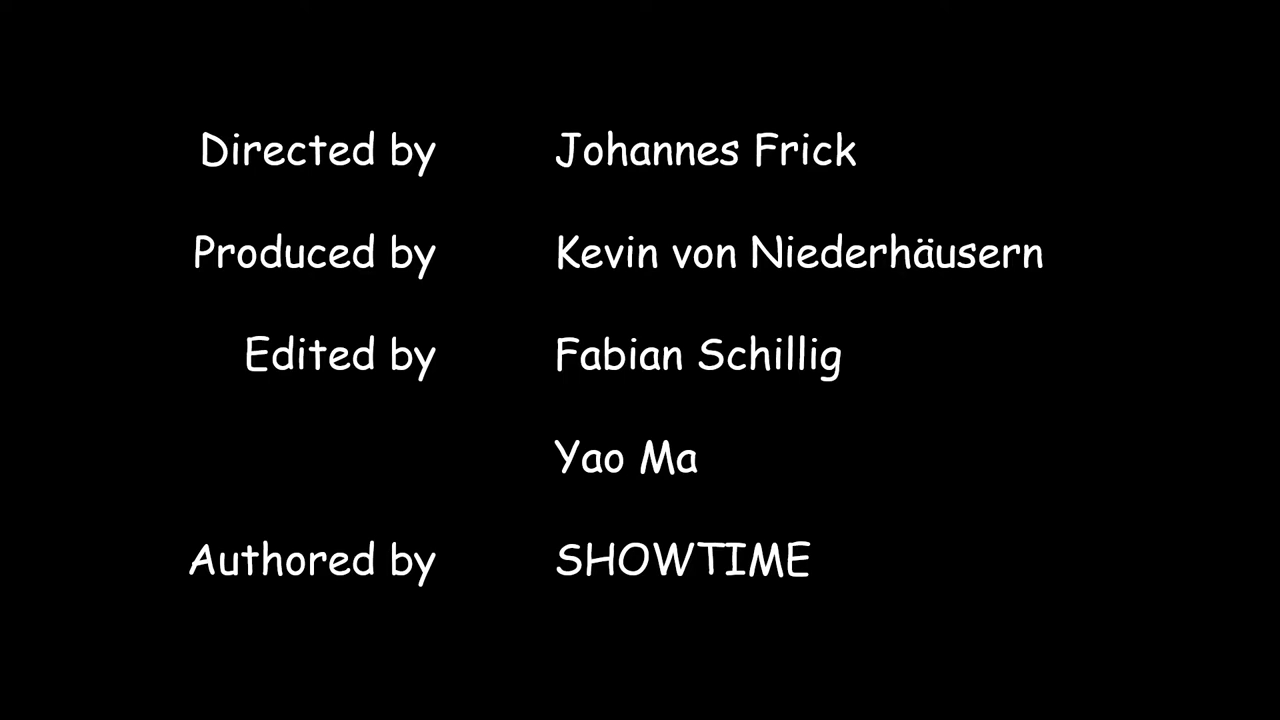 Directed by Johannes Frick
Produced by Kevin von Niederhäusern
Edited by Fabian Schillig
Yao Ma
Authored by SHOWTIME